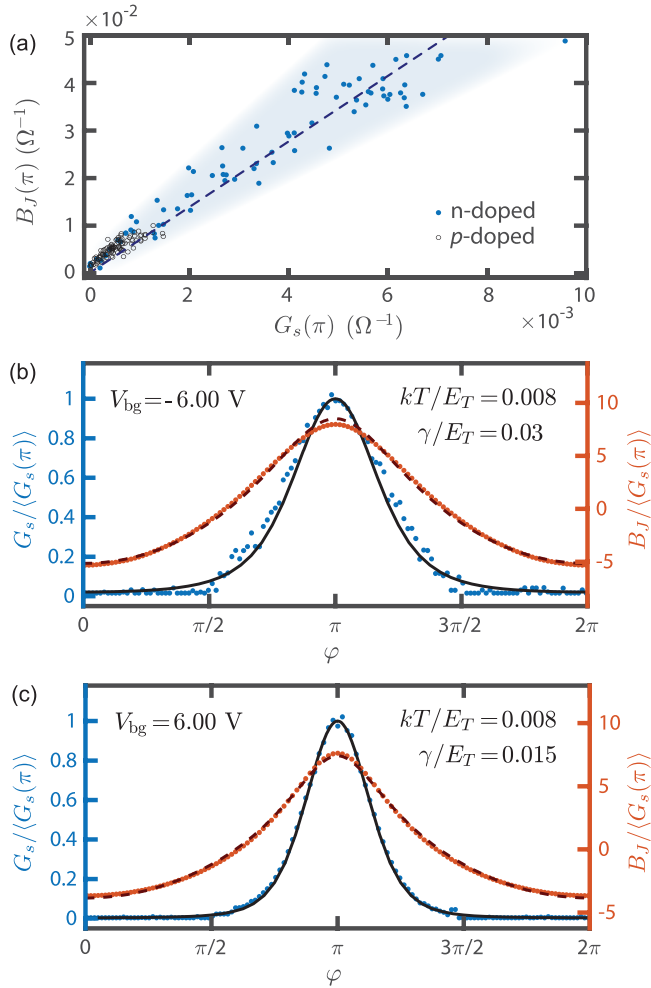 (a)
×10⁻²
5
4
3
2
1
0
B_J(π) (Ω⁻¹)
n-doped
p-doped
0 2 4 6 8 10
G_s(π) (Ω⁻¹)
×10⁻³
(b)
V_bg = -6.00 V
kT/E_T = 0.008
γ/E_T = 0.03
G_s/⟨G_s(π)⟩
1
0.8
0.6
0.4
0.2
0
B_J/⟨G_s(π)⟩
10
5
0
-5
0 π/2 π 3π/2 2π
φ
(c)
V_bg = 6.00 V
kT/E_T = 0.008
γ/E_T = 0.015
G_s/⟨G_s(π)⟩
1
0.8
0.6
0.4
0.2
0
B_J/⟨G_s(π)⟩
10
5
0
-5
0 π/2 π 3π/2 2π
φ